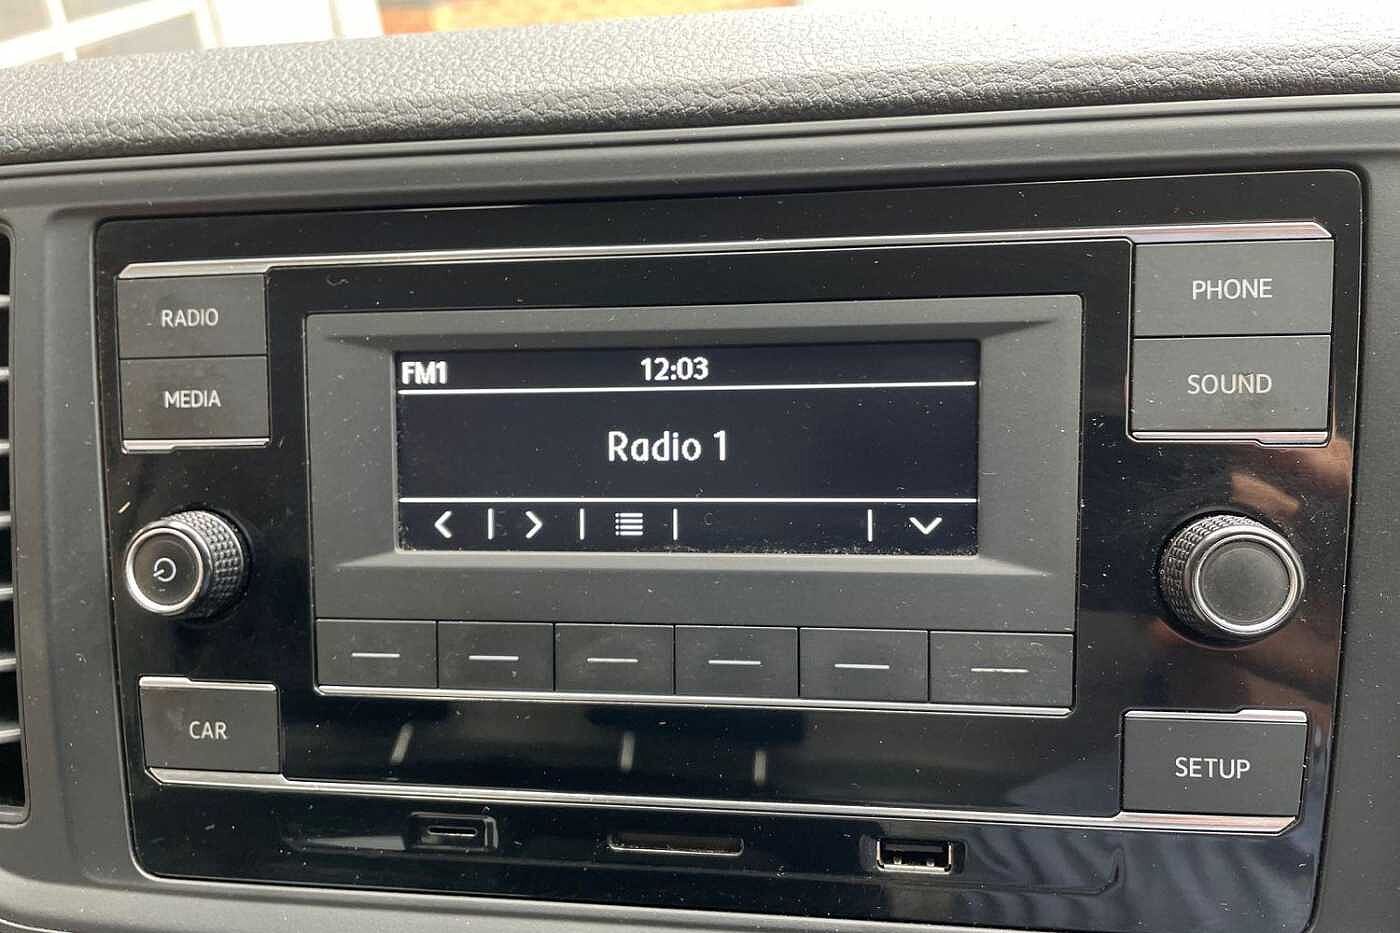 RADIO
MEDIA
FM1 12:03
Radio 1
PHONE
SOUND
CAR
SETUP